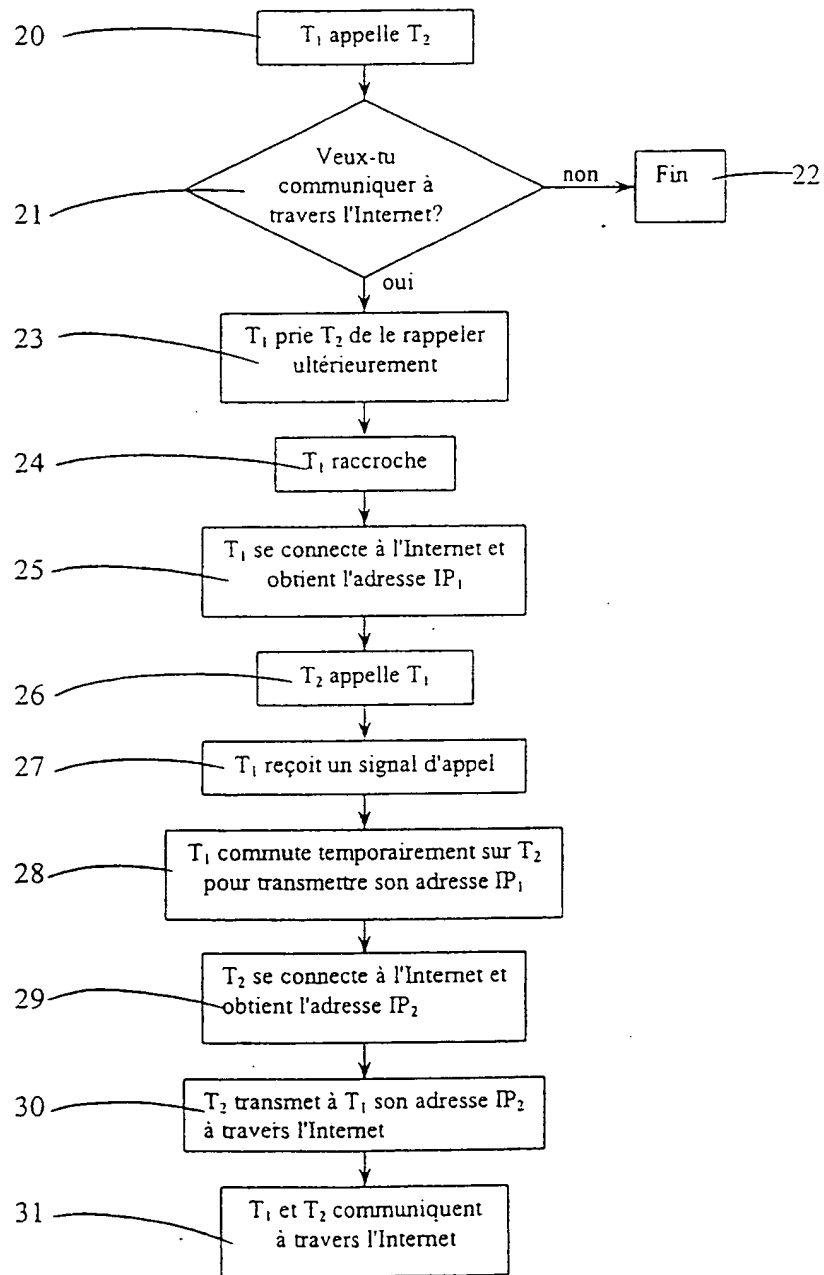 20
T₁ appelle T₂
Veux-tu
communiquer à
travers l'Internet?
21
non
Fin
22
oui
23
T₁ prie T₂ de le rappeler
ultérieurement
24
T₁ raccroche
25
T₁ se connecte à l'Internet et
obtient l'adresse IP₁
26
T₂ appelle T₁
27
T₁ reçoit un signal d'appel
28
T₁ commute temporairement sur T₂
pour transmettre son adresse IP₁
29
T₂ se connecte à l'Internet et
obtient l'adresse IP₂
30
T₂ transmet à T₁ son adresse IP₂
à travers l'Internet
31
T₁ et T₂ communiquent
à travers l'Internet